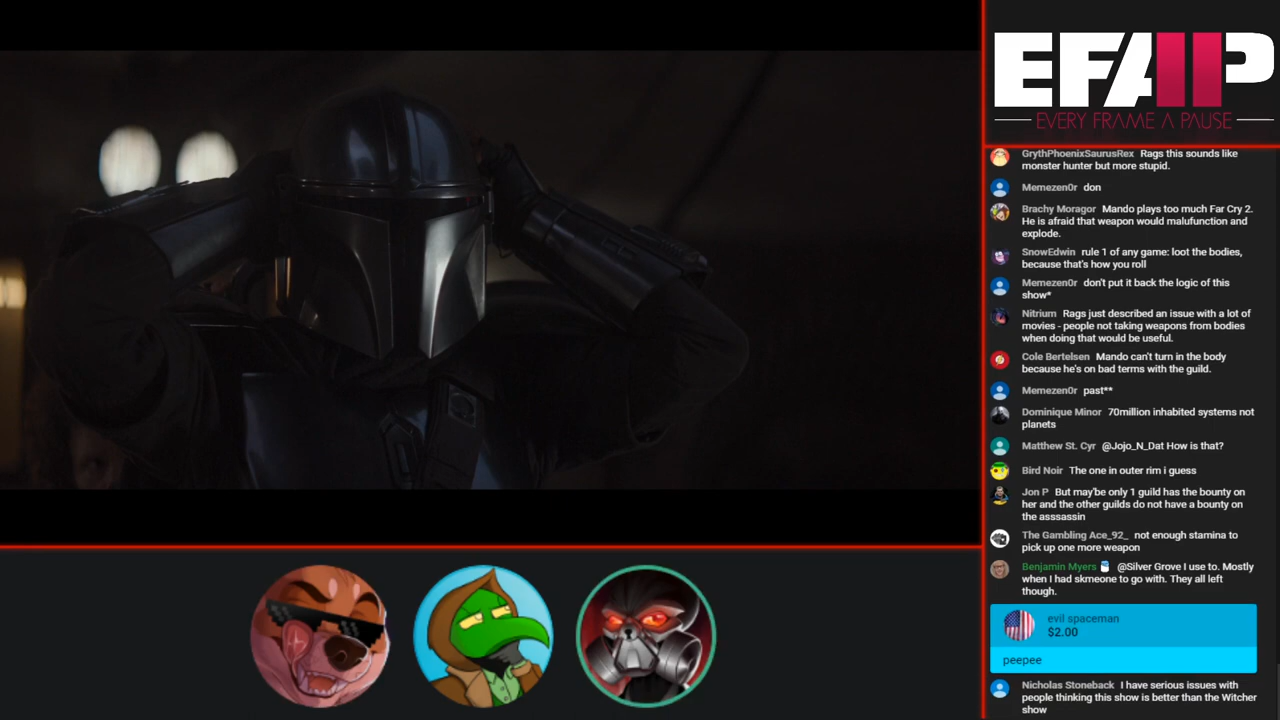 EFAP
EVERY FRAME A PAUSE
GrythPhoenixSaurusRex Rags this sounds like
monster hunter but more stupid.
Memezen0r don
Brachy Moragor Mando plays too much Far Cry 2.
He is afraid that weapon would malufunction and
explode.
SnowEdwin rule 1 of any game: loot the bodies,
because that's how you roll
Memezen0r don't put it back the logic of this
show*
Nitrium Rags just described an issue with a lot of
movies - people not taking weapons from bodies
when doing that would be useful.
Cole Bertelsen Mando can't turn in the body
because he's on bad terms with the guild.
Memezen0r past**
Dominique Minor 70million inhabited systems not
planets
Matthew St. Cyr @Jojo_N_Dat How is that?
Bird Noir The one in outer rim i guess
Jon P But may'be only 1 guild has the bounty on
her and the other guilds do not have a bounty on
the asssassin
The Gambling Ace_92_ not enough stamina to
pick up one more weapon
Benjamin Myers @Silver Grove I use to. Mostly
when I had skmeone to go with. They all left
though.
evil spaceman
$2.00
peepee
Nicholas Stoneback I have serious issues with
people thinking this show is better than the Witcher
show